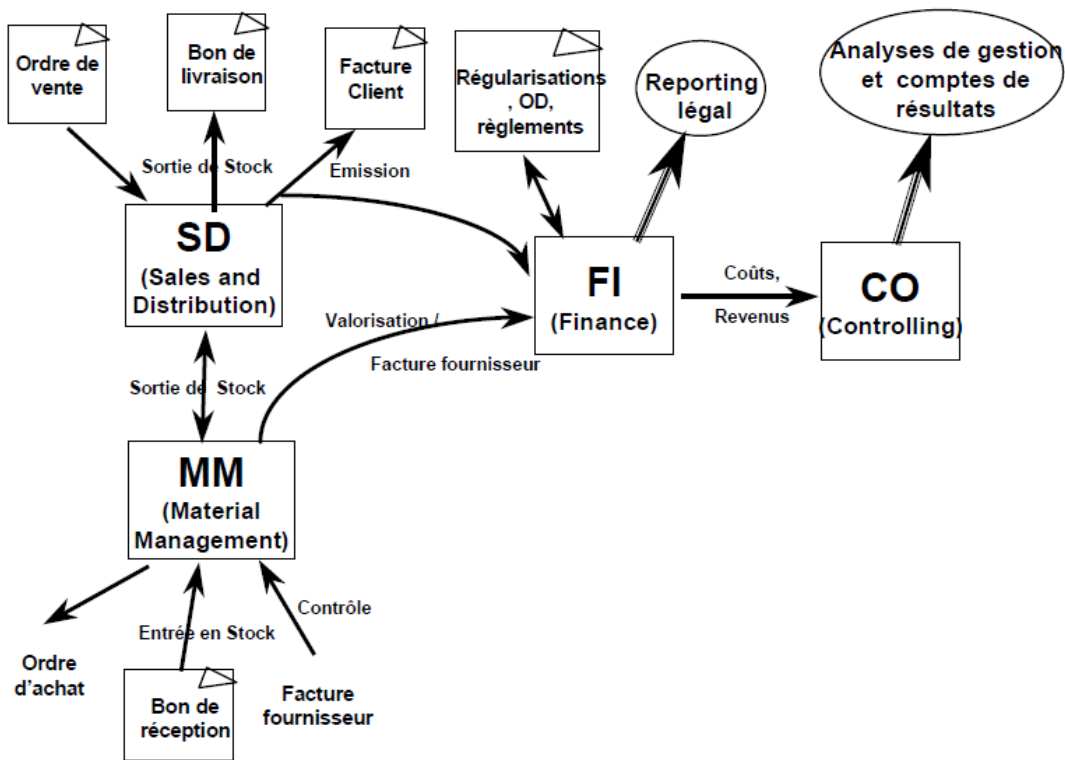 Ordre de
vente
Bon de
livraison
Facture
Client
Régularisations
, OD,
règlements
Reporting
légal
Analyses de gestion
et comptes de
résultats
Sortie de Stock
Emission
SD
(Sales and
Distribution)
FI
(Finance)
Coûts,
Revenus
CO
(Controlling)
Valorisation /
Facture fournisseur
Sortie de Stock
MM
(Material
Management)
Contrôle
Entrée en Stock
Ordre
d'achat
Bon de
réception
Facture
fournisseur